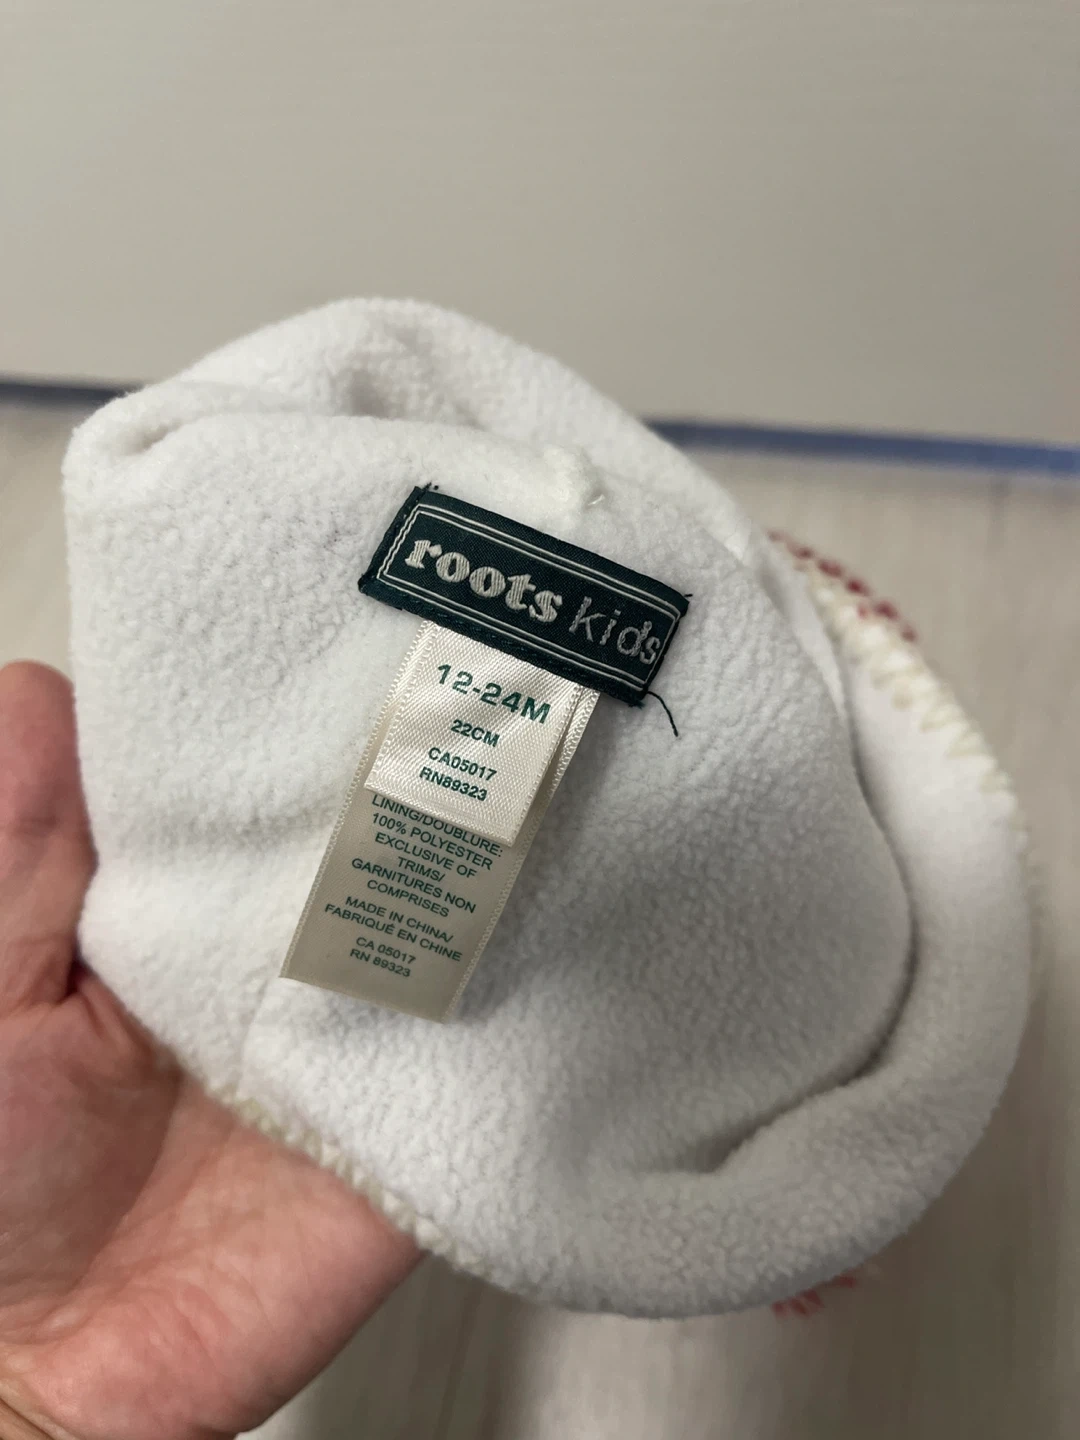 roots kids
12-24M
22CM
CA05017
RN89323
LINING/DOUBLURE:
100% POLYESTER
EXCLUSIVE OF
TRIMS/
GARNITURES NON
COMPRISES
MADE IN CHINA/
FABRIQUÉ EN CHINE
CA 05017
RN 89323